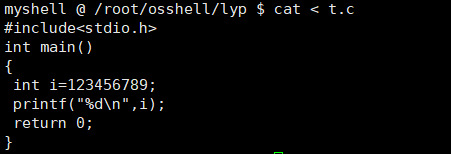 myshell @ /root/osshell/lyp $ cat < t.c
#include<stdio.h>
int main()
{
 int i=123456789;
 printf("%d\n",i);
 return 0;
}